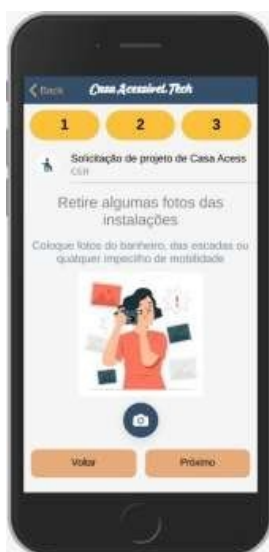 Back Casa Acessível Tech
1 2 3
Solicitação de projeto de Casa Acess
Retire algumas fotos das
instalações
Coloque fotos do banheiro, das escadas ou
qualquer impecilho de mobilidade
Voltar Próximo